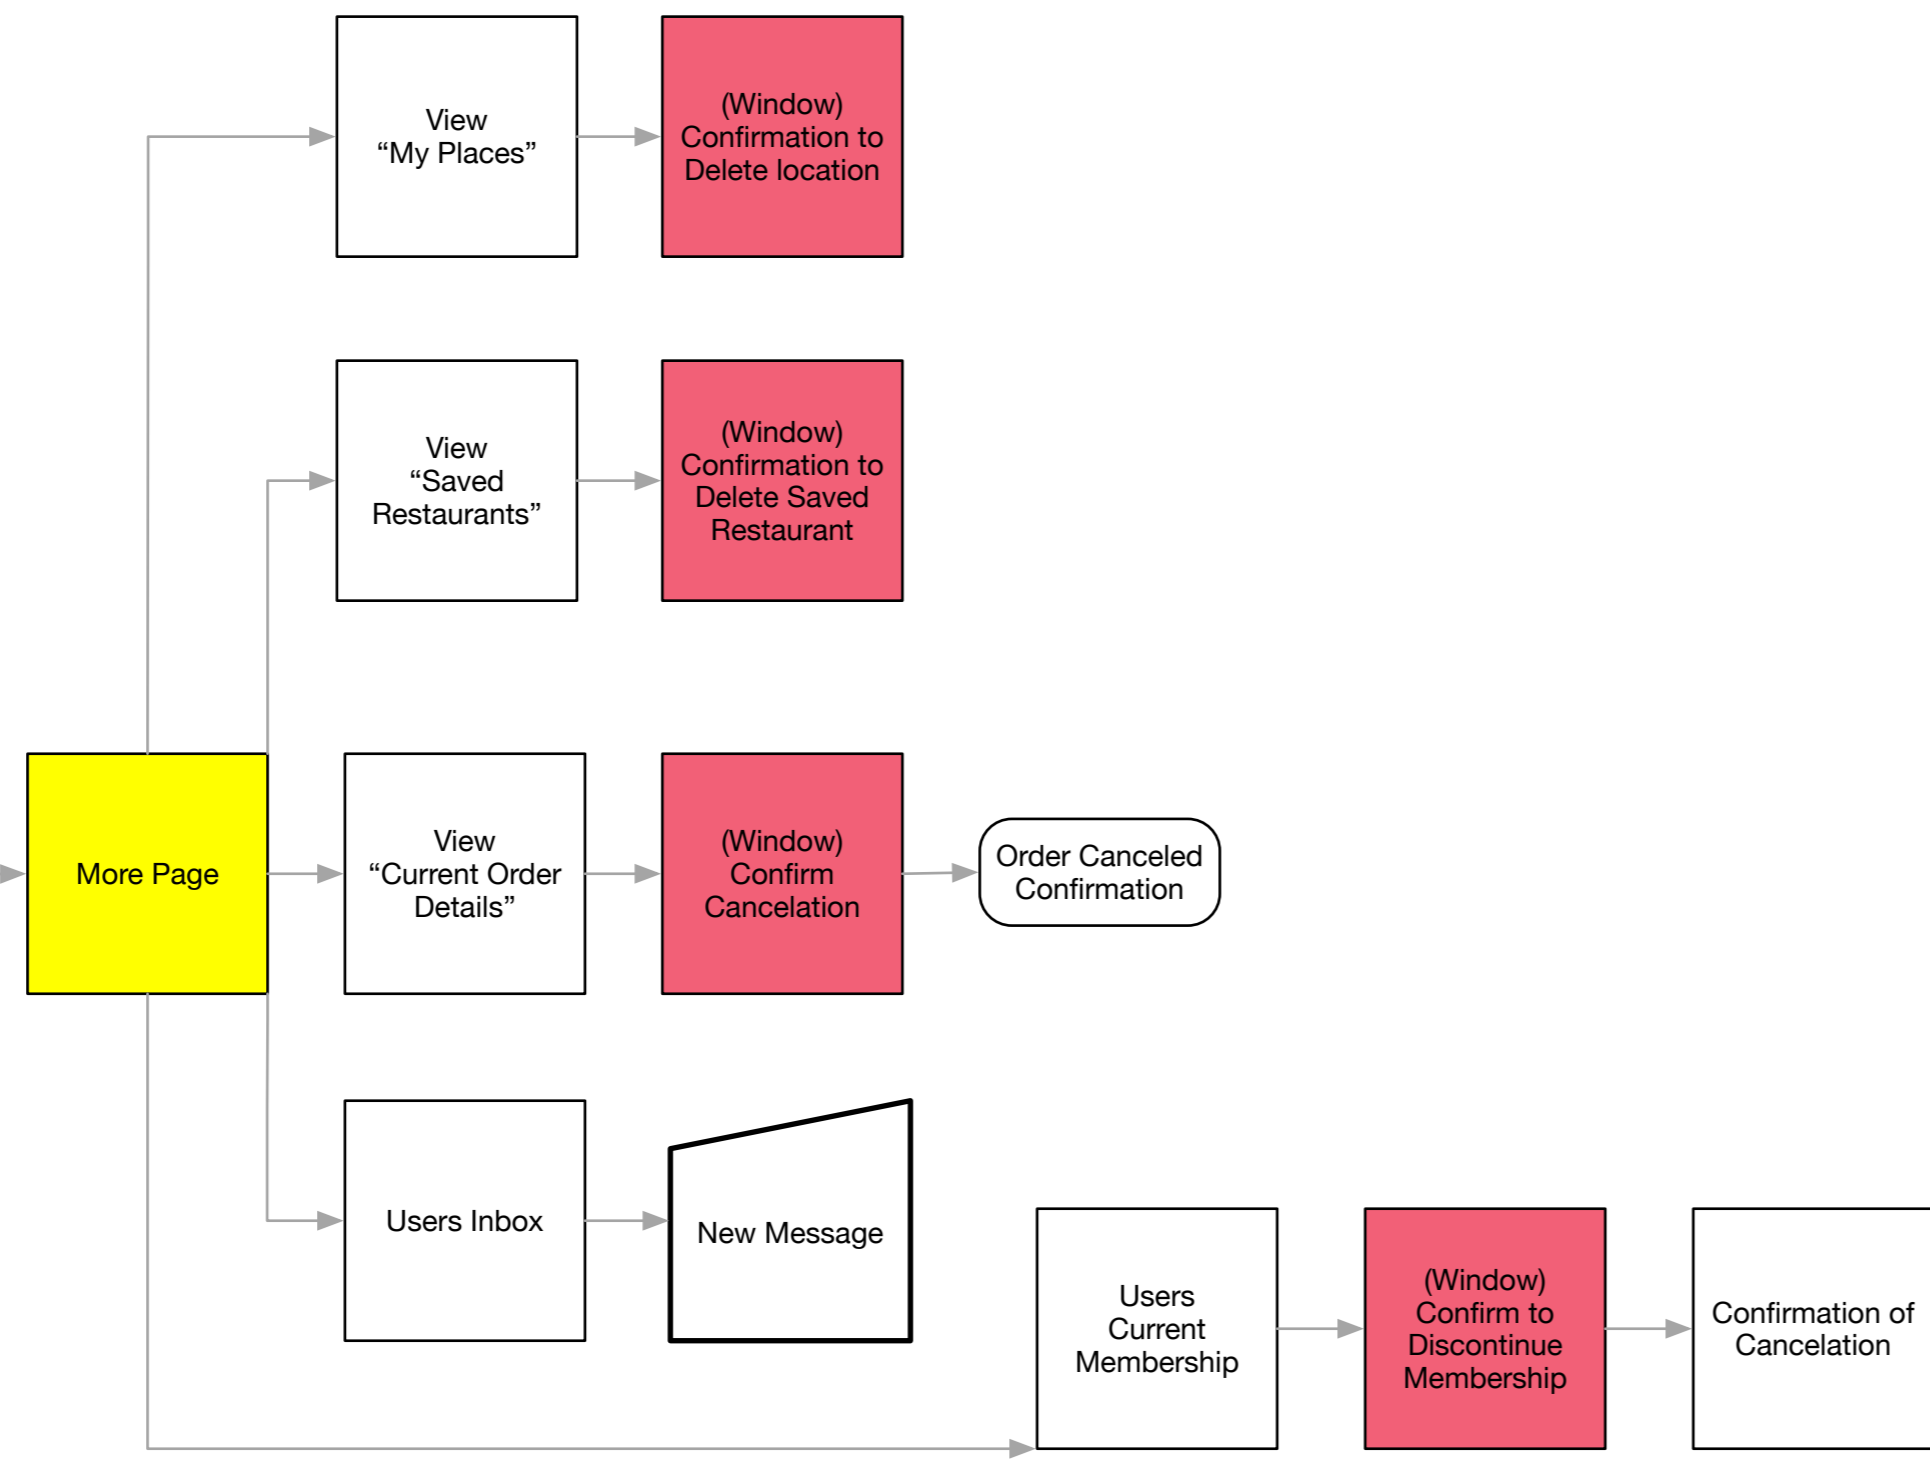 View
“My Places”
(Window)
Confirmation to
Delete location
View
“Saved
Restaurants”
(Window)
Confirmation to
Delete Saved
Restaurant
More Page
View
“Current Order
Details”
(Window)
Confirm
Cancelation
Order Canceled
Confirmation
Users Inbox
New Message
Users
Current
Membership
(Window)
Confirm to
Discontinue
Membership
Confirmation of
Cancelation